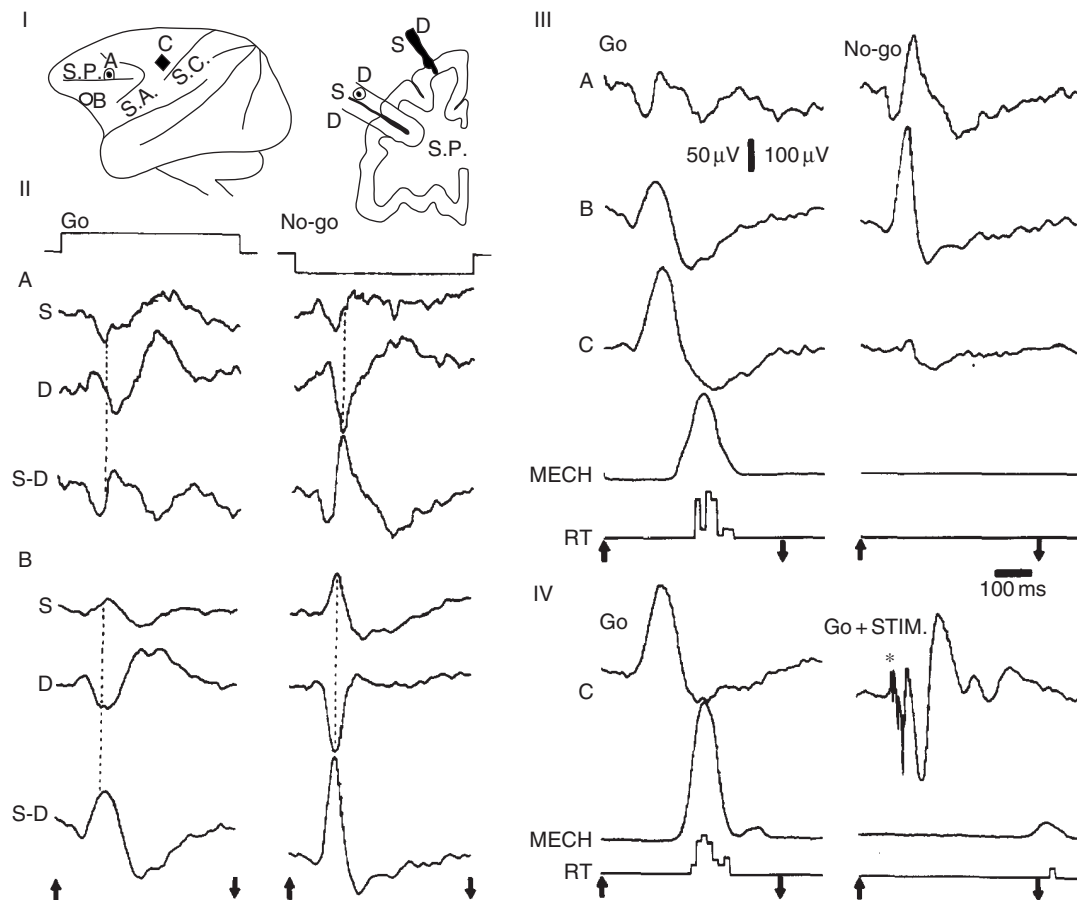 I
C
A
S.P.
S.C.
OB
S.A.
D
S
D
S
D
S.P.
II
Go
No-go
A
S
D
S-D
B
S
D
S-D
III
Go
No-go
A
50 μV 100 μV
B
C
MECH
RT
100 ms
IV
Go
Go + STIM.
*
C
MECH
RT